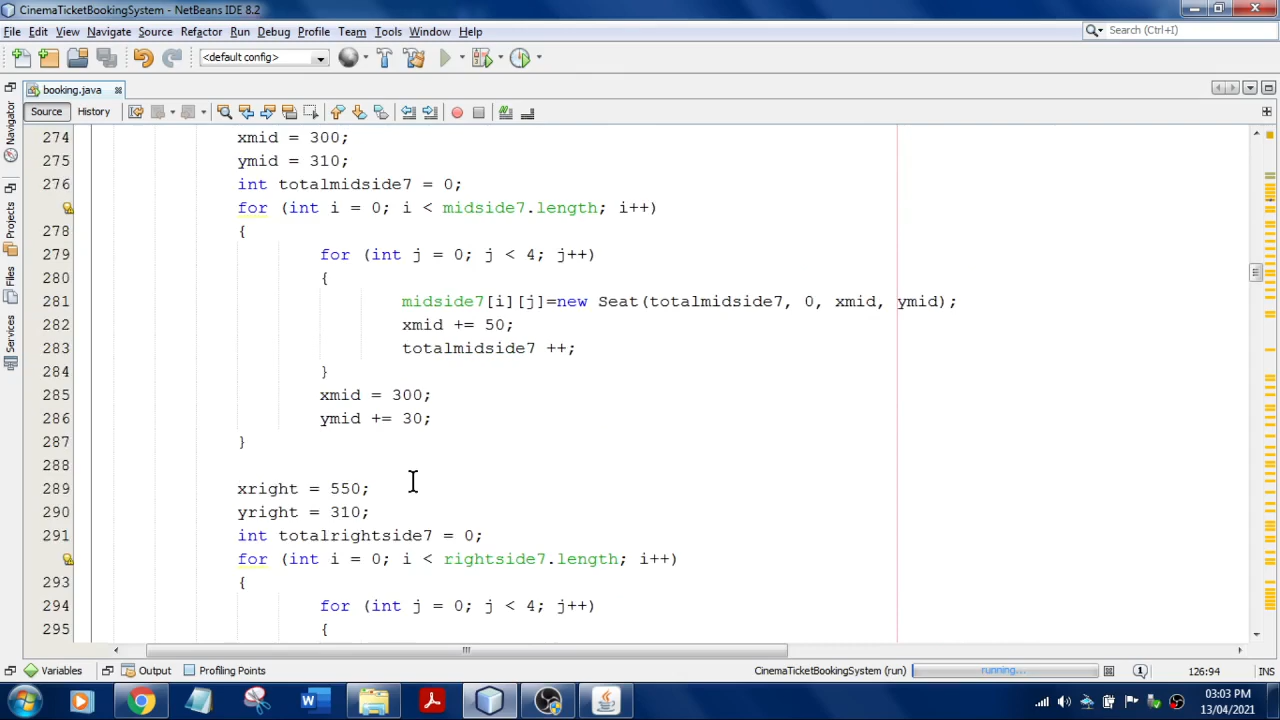 CinemaTicketBookingSystem - NetBeans IDE 8.2
File Edit View Navigate Source Refactor Run Debug Profile Team Tools Window Help
Search (Ctrl+I)
<default config>
booking.java
Source History
Navigator
Projects
Files
Services
274 xmid = 300;
275 ymid = 310;
276 int totalmidside7 = 0;
for (int i = 0; i < midside7.length; i++)
278 {
279 for (int j = 0; j < 4; j++)
280 {
281 midside7[i][j]=new Seat(totalmidside7, 0, xmid, ymid);
282 xmid += 50;
283 totalmidside7 ++;
284 }
285 xmid = 300;
286 ymid += 30;
287 }
288
289 xright = 550;
290 yright = 310;
291 int totalrightside7 = 0;
for (int i = 0; i < rightside7.length; i++)
293 {
294 for (int j = 0; j < 4; j++)
295 {
Variables Output Profiling Points CinemaTicketBookingSystem (run) running... 126:94 INS
03:03 PM
13/04/2021